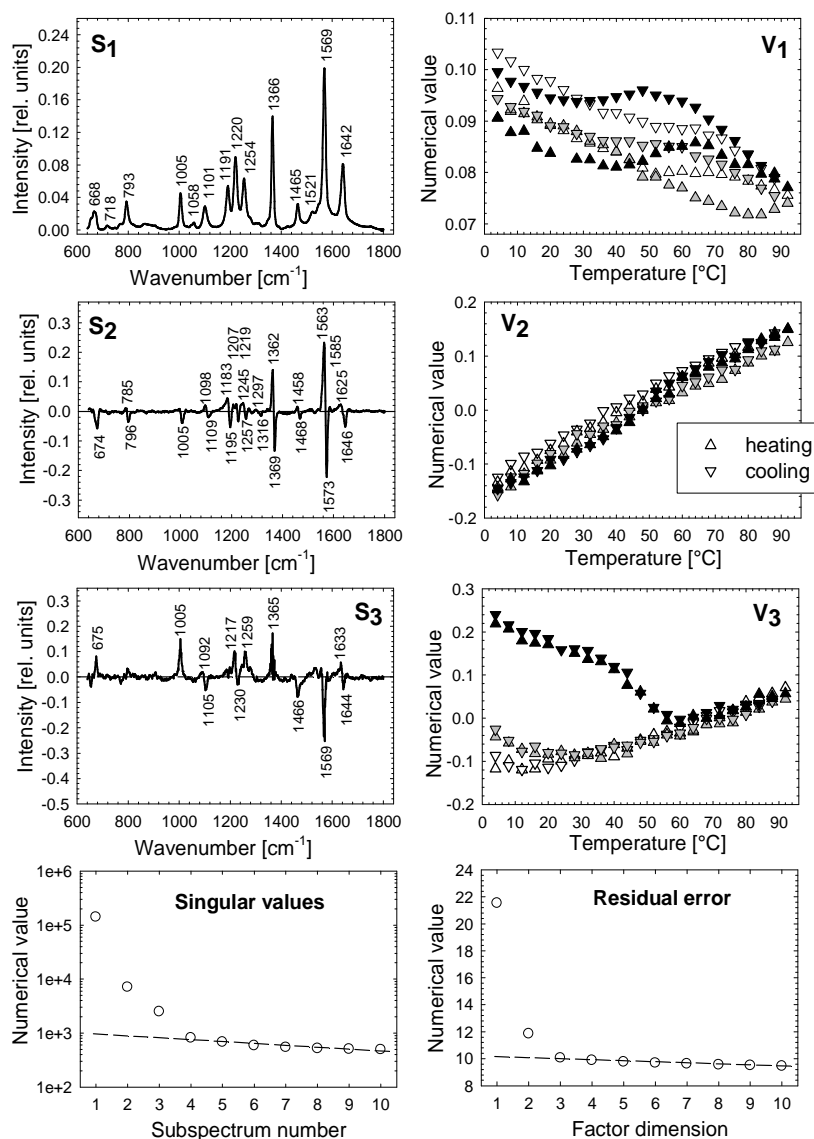 S1
Intensity [rel. units]
0.24
0.20
0.16
0.12
0.08
0.04
0.00
668
718
793
1005
1058
1101
1191
1220
1254
1366
1465
1521
1569
1642
600 800 1000 1200 1400 1600 1800
Wavenumber [cm-1]
V1
Numerical value
0.11
0.10
0.09
0.08
0.07
0 10 20 30 40 50 60 70 80 90
Temperature [°C]
S2
Intensity [rel. units]
0.3
0.2
0.1
0.0
-0.1
-0.2
-0.3
674
785
796
1005
1098
1109
1183
1195
1207
1219
1245
1257
1297
1316
1362
1369
1458
1468
1563
1573
1585
1625
1646
600 800 1000 1200 1400 1600 1800
Wavenumber [cm-1]
V2
Numerical value
0.2
0.1
0.0
-0.1
-0.2
heating
cooling
0 10 20 30 40 50 60 70 80 90
Temperature [°C]
S3
Intensity [rel. units]
0.3
0.2
0.1
0.0
-0.1
-0.2
-0.3
-0.4
-0.5
675
1005
1092
1105
1217
1230
1259
1365
1466
1569
1633
1644
600 800 1000 1200 1400 1600 1800
Wavenumber [cm-1]
V3
Numerical value
0.3
0.2
0.1
0.0
-0.1
-0.2
0 10 20 30 40 50 60 70 80 90
Temperature [°C]
Singular values
Numerical value
1e+6
1e+5
1e+4
1e+3
1e+2
1 2 3 4 5 6 7 8 9 10
Subspectrum number
Residual error
Numerical value
24
22
20
18
16
14
12
10
8
1 2 3 4 5 6 7 8 9 10
Factor dimension